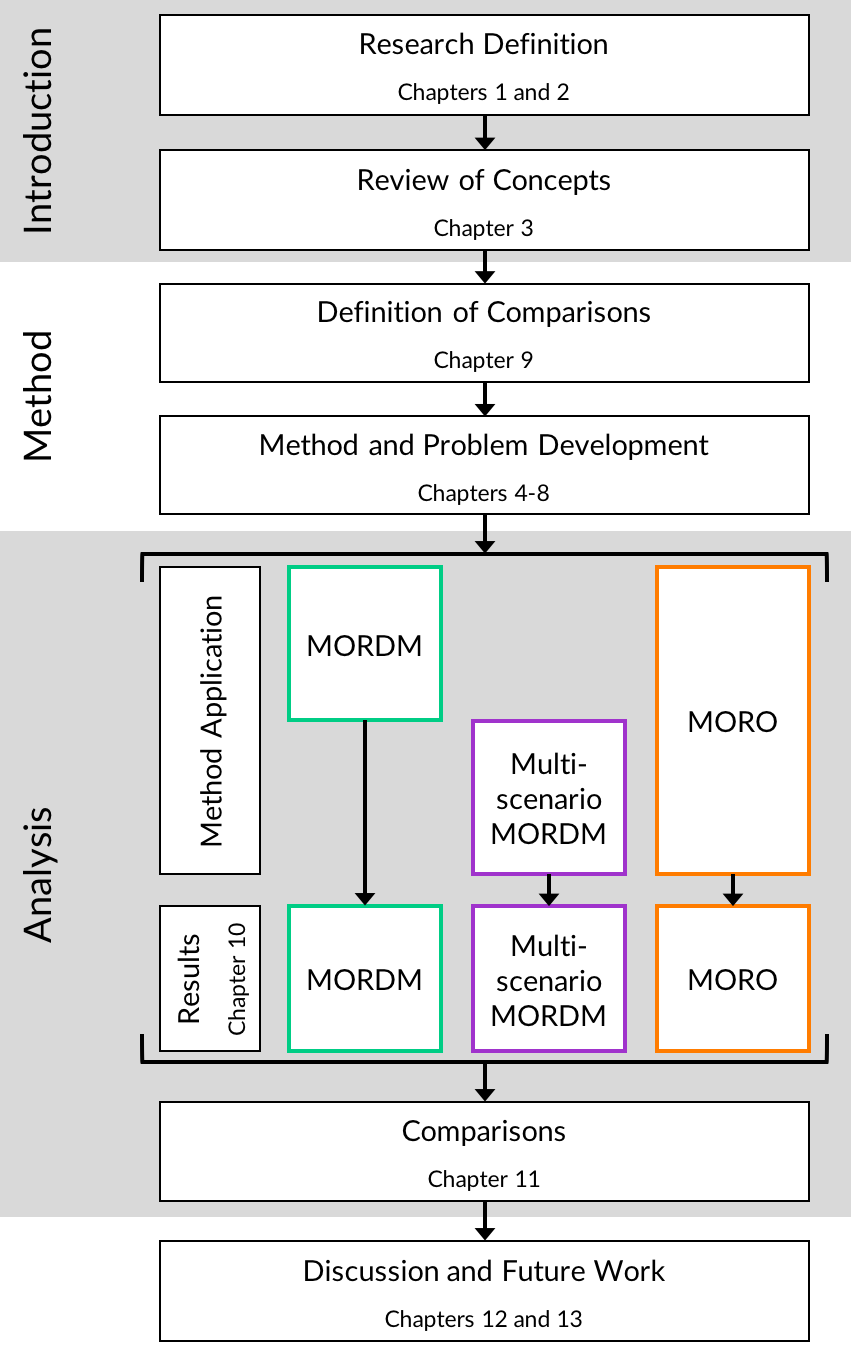 Introduction
Research Definition
Chapters 1 and 2
Review of Concepts
Chapter 3
Method
Definition of Comparisons
Chapter 9
Method and Problem Development
Chapters 4-8
Analysis
Method Application
MORDM
Multi-
scenario
MORDM
MORO
Results
Chapter 10
MORDM
Multi-
scenario
MORDM
MORO
Comparisons
Chapter 11
Discussion and Future Work
Chapters 12 and 13